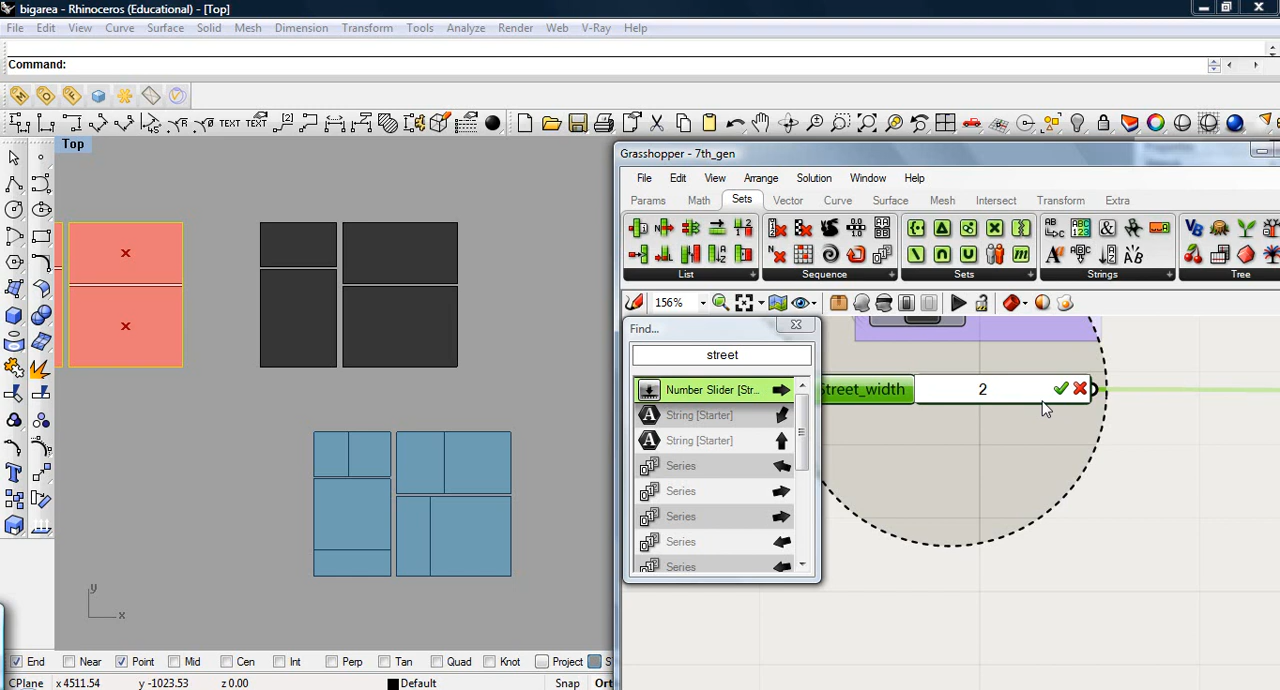 bigarea - Rhinoceros (Educational) - [Top]
File Edit View Curve Surface Solid Mesh Dimension Transform Tools Analyze Render Web V-Ray Help
Command:
TEXT TEXT
Top
Grasshopper - 7th_gen
File Edit View Arrange Solution Window Help
Params Math Sets Vector Curve Surface Mesh Intersect Transform Extra
List Sequence Sets Strings Tree
156%
Find...
street
Number Slider [Str...
String [Starter]
String [Starter]
Series
Series
Series
Series
Series
Street_width 2
x
x
y
x
End Near Point Mid Cen Int Perp Tan Quad Knot Project
CPlane x 4511.54 y -1023.53 z 0.00 Default Snap